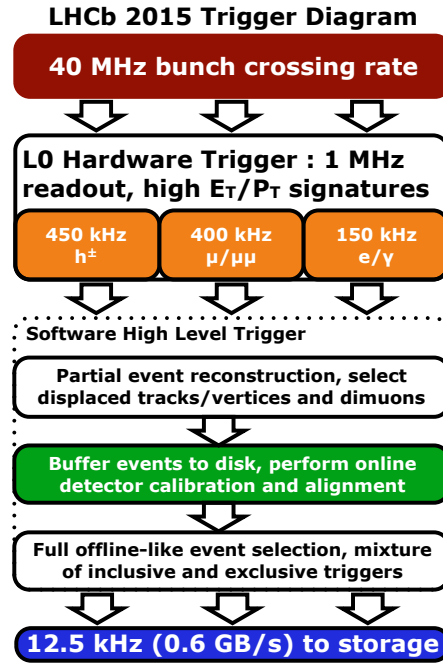 LHCb 2015 Trigger Diagram
40 MHz bunch crossing rate
L0 Hardware Trigger : 1 MHz
readout, high ET/PT signatures
450 kHz
h±
400 kHz
µ/µµ
150 kHz
e/γ
Software High Level Trigger
Partial event reconstruction, select
displaced tracks/vertices and dimuons
Buffer events to disk, perform online
detector calibration and alignment
Full offline-like event selection, mixture
of inclusive and exclusive triggers
12.5 kHz (0.6 GB/s) to storage